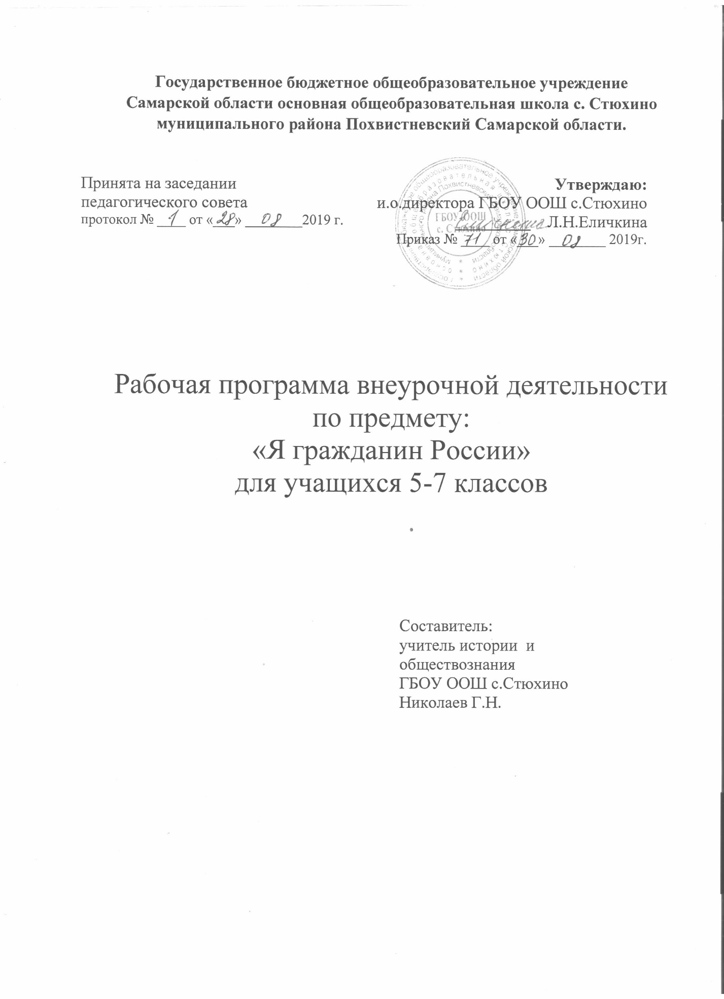 Государственное бюджетное общеобразовательное учреждение
Самарской области основная общеобразовательная школа с. Стюхино
муниципального района Похвистневский Самарской области.
Принята на заседании
педагогического совета
протокол № 1 от «28» 08 2019 г.
Утверждаю:
и.о.директора ГБОУ ООШ с.Стюхино
Л.Н.Еличкина
Приказ № 71 от «30» 08 2019г.
ГБОУ ООШ
с. Стюхино
Рабочая программа внеурочной деятельности
по предмету:
«Я гражданин России»
для учащихся 5-7 классов
Составитель:
учитель истории и
обществознания
ГБОУ ООШ с.Стюхино
Николаев Г.Н.